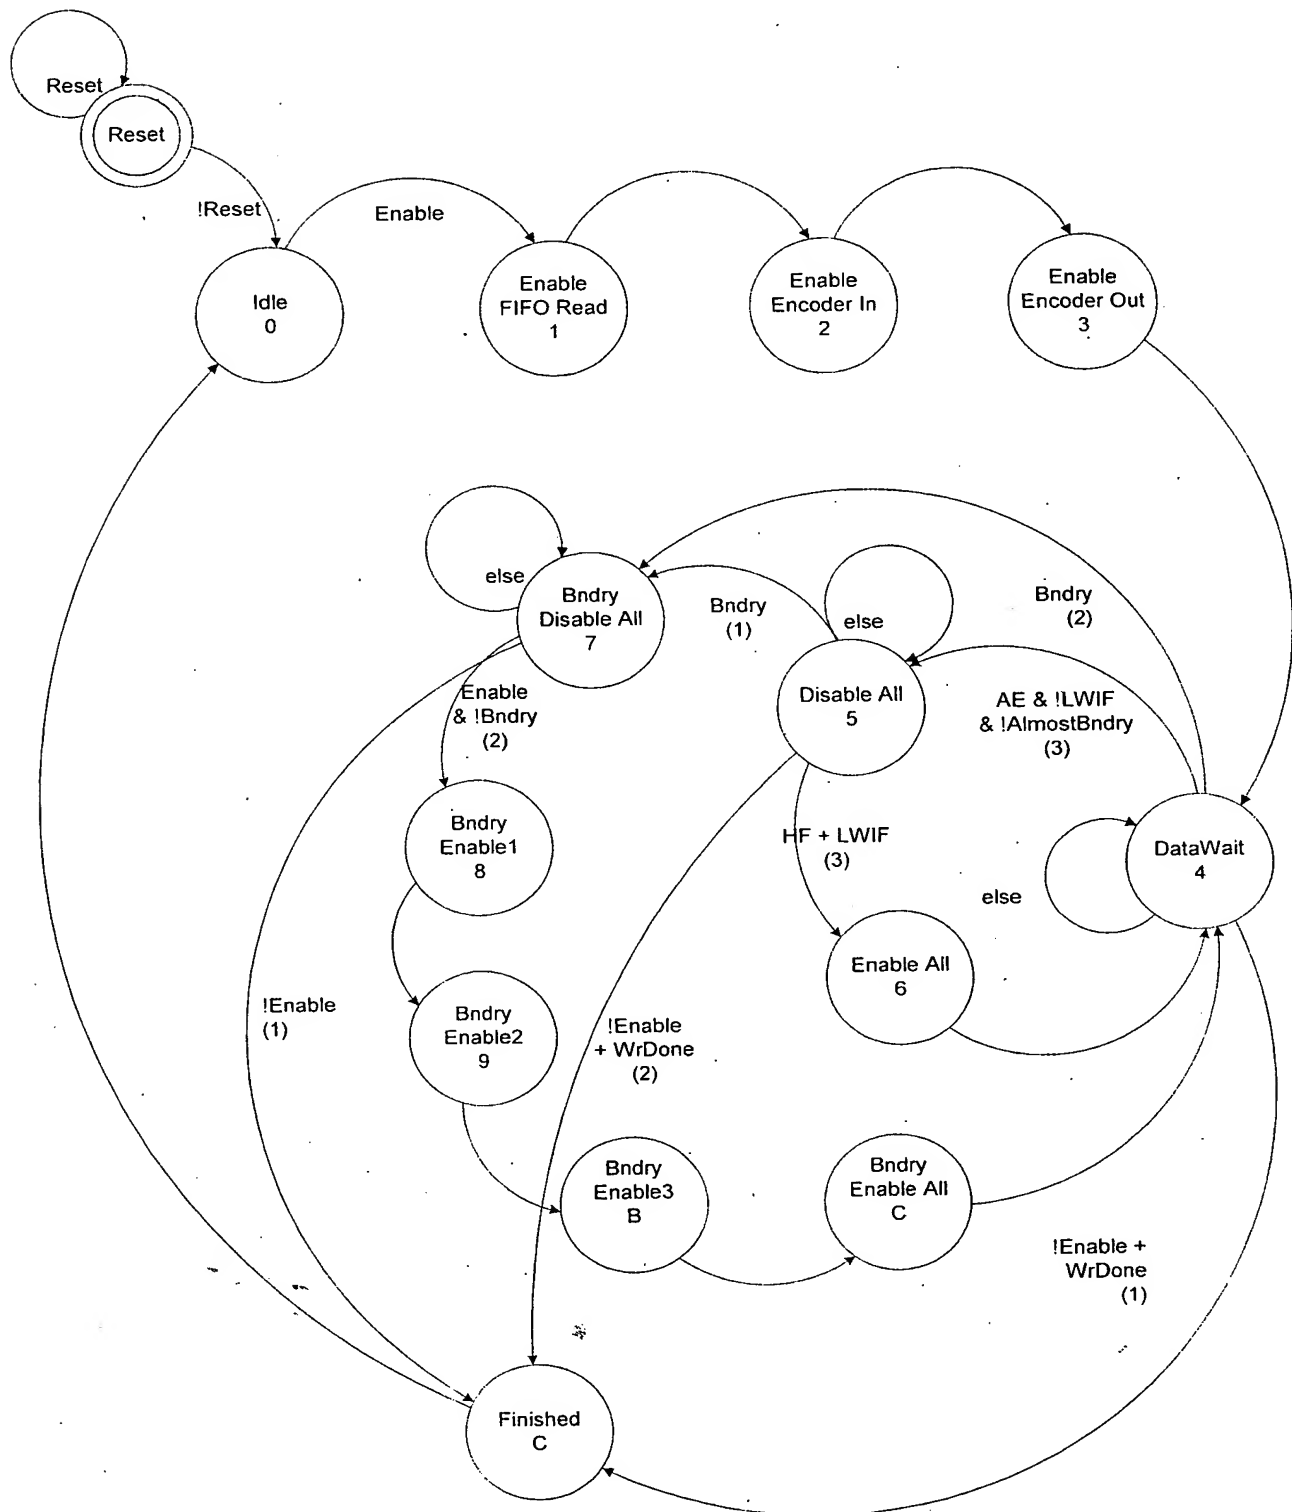 Reset
Reset
!Reset
Enable
Idle
0
Enable
FIFO Read
1
Enable
Encoder In
2
Enable
Encoder Out
3
else
Bndry
Disable All
7
Bndry
(1)
else
Bndry
(2)
Disable All
5
AE & !LWIF
& !AlmostBndry
(3)
Enable
& !Bndry
(2)
Bndry
Enable1
8
HF + LWIF
(3)
DataWait
4
else
Enable All
6
!Enable
(1)
Bndry
Enable2
9
!Enable
+ WrDone
(2)
Bndry
Enable3
B
Bndry
Enable All
C
!Enable +
WrDone
(1)
Finished
C